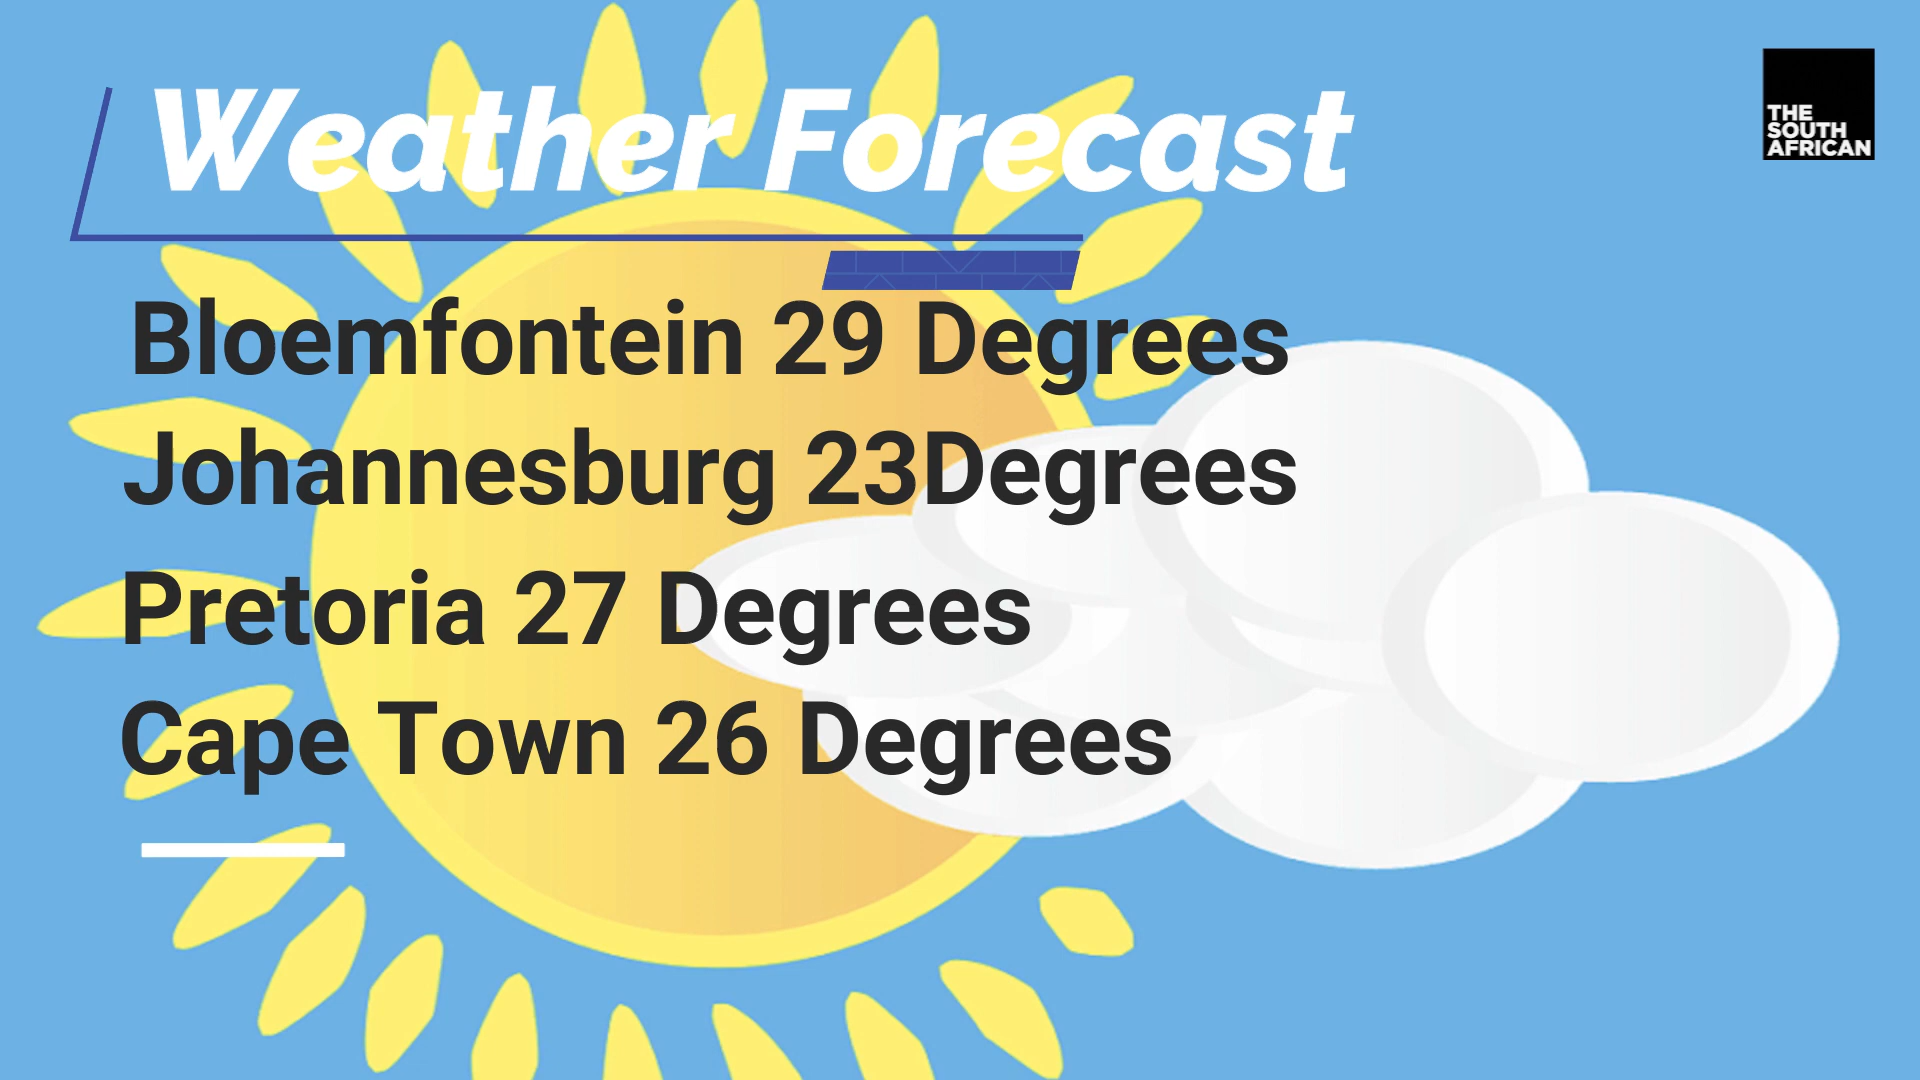 Weather Forecast
THE
SOUTH
AFRICAN
Bloemfontein 29 Degrees
Johannesburg 23Degrees
Pretoria 27 Degrees
Cape Town 26 Degrees